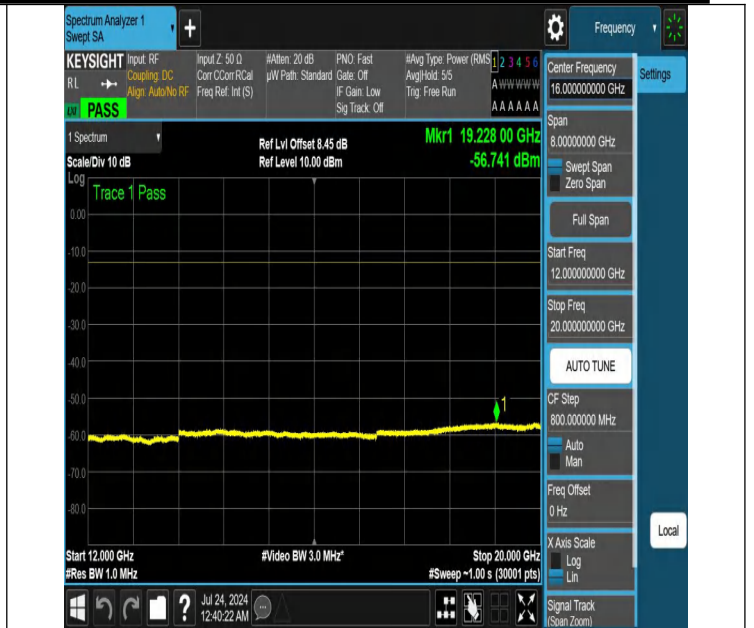 Spectrum Analyzer 1
Swept SA
+
Frequency
KEYSIGHT
RL
LXI
PASS
Input: RF
Coupling: DC
Align: Auto/No RF
Input Z: 50 Ω
Corr CCorr RCal
Freq Ref: Int (S)
#Atten: 20 dB
µW Path: Standard
PNO: Fast
Gate: Off
IF Gain: Low
Sig Track: Off
#Avg Type: Power (RMS
Avg|Hold: 5/5
Trig: Free Run
1 2 3 4 5 6
A W W W W W
A A A A A A
1 Spectrum
Scale/Div 10 dB
Ref Lvl Offset 8.45 dB
Ref Level 10.00 dBm
Mkr1 19.228 00 GHz
-56.741 dBm
Log
Trace 1 Pass
0.00
-10.0
-20.0
-30.0
-40.0
-50.0
-60.0
-70.0
-80.0
1
Start 12.000 GHz
#Res BW 1.0 MHz
#Video BW 3.0 MHz*
Stop 20.000 GHz
#Sweep ~1.00 s (30001 pts)
?
Jul 24, 2024
12:40:22 AM
Center Frequency
16.000000000 GHz
Settings
Span
8.00000000 GHz
Swept Span
Zero Span
Full Span
Start Freq
12.000000000 GHz
Stop Freq
20.000000000 GHz
AUTO TUNE
CF Step
800.000000 MHz
Auto
Man
Freq Offset
0 Hz
X Axis Scale
Log
Lin
Local
Signal Track
(Span Zoom)